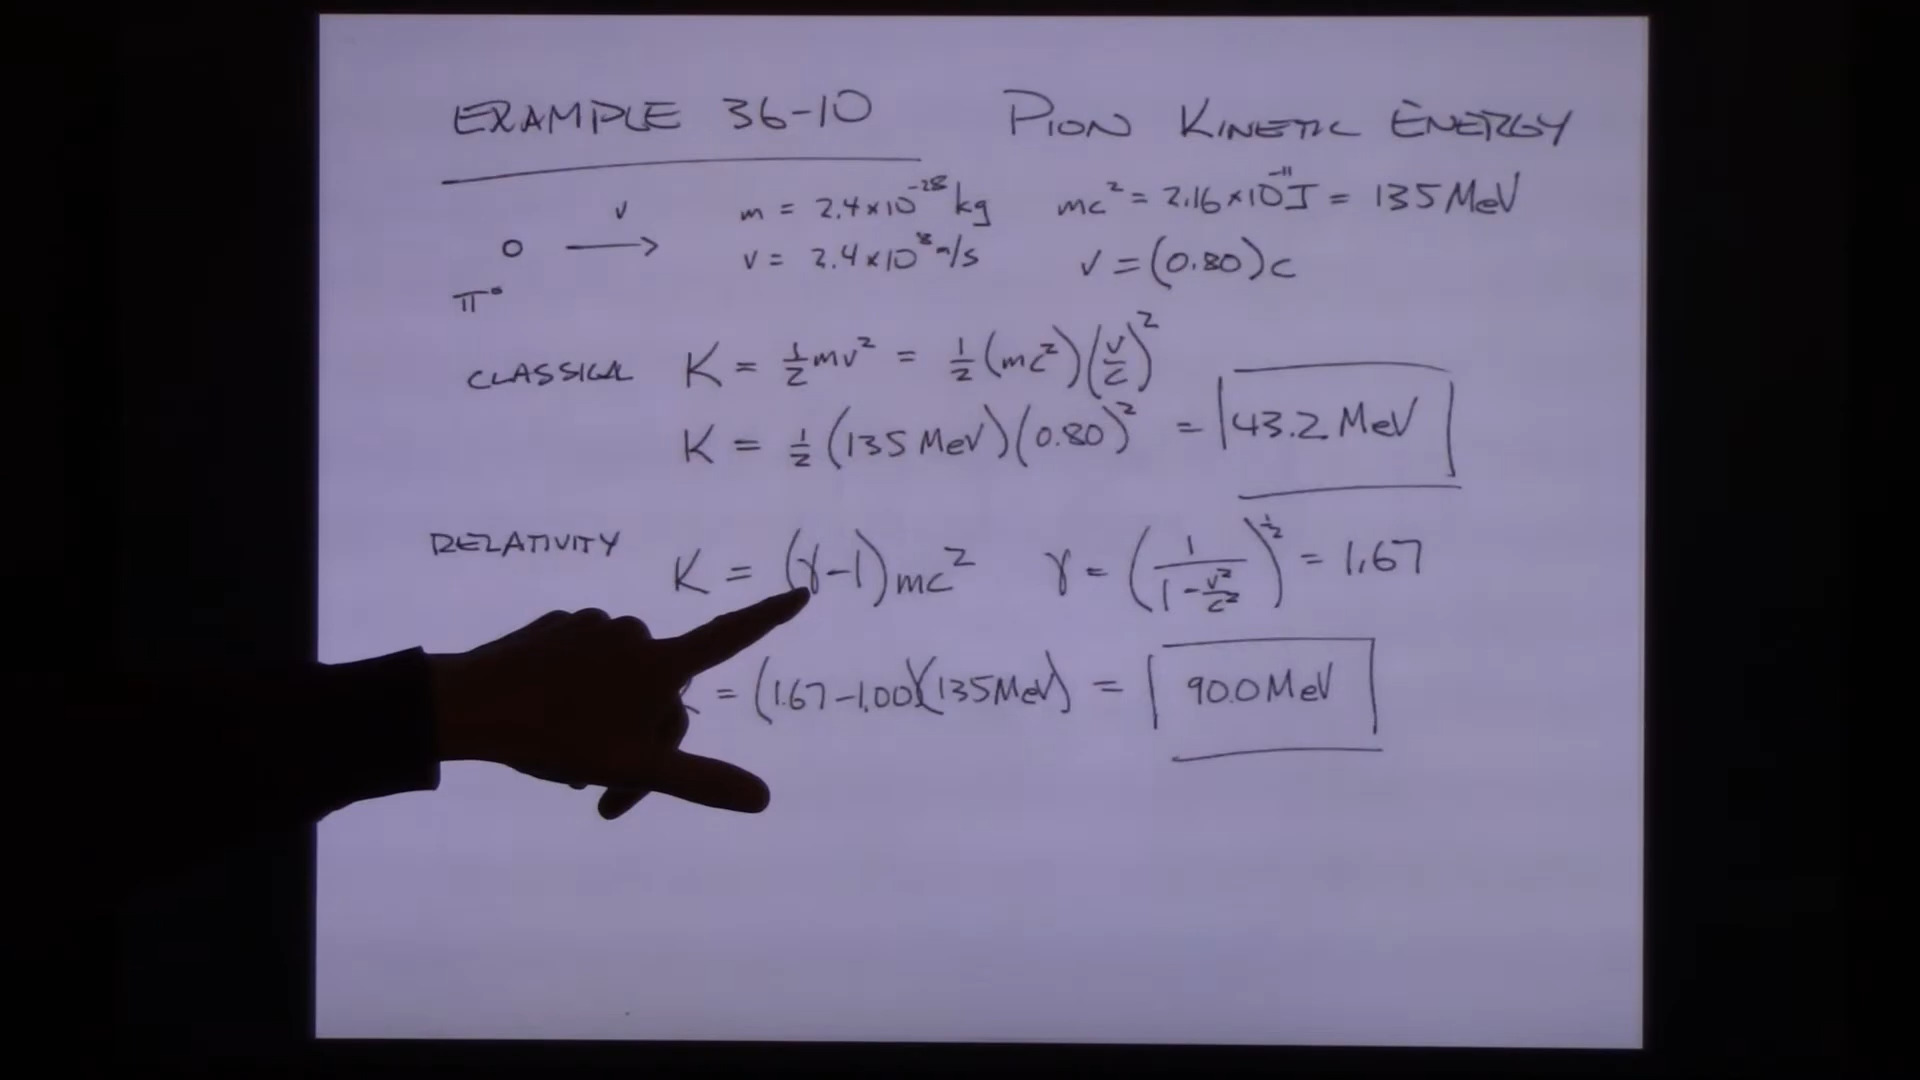 EXAMPLE 36-10 PION KINETIC ENERGY
v m = 2.4×10⁻²⁸ kg mc² = 2.16×10⁻¹¹ J = 135 MeV
v = 2.4×10⁸ m/s v = (0.80)c
π°
CLASSICAL K = ½mv² = ½(mc²)(v/c)²
K = ½(135 MeV)(0.80)² = 43.2 MeV
RELATIVITY K = (γ-1)mc² γ = (1/(1-v²/c²))^½ = 1.67
= (1.67-1.00)(135MeV) = 90.0 MeV